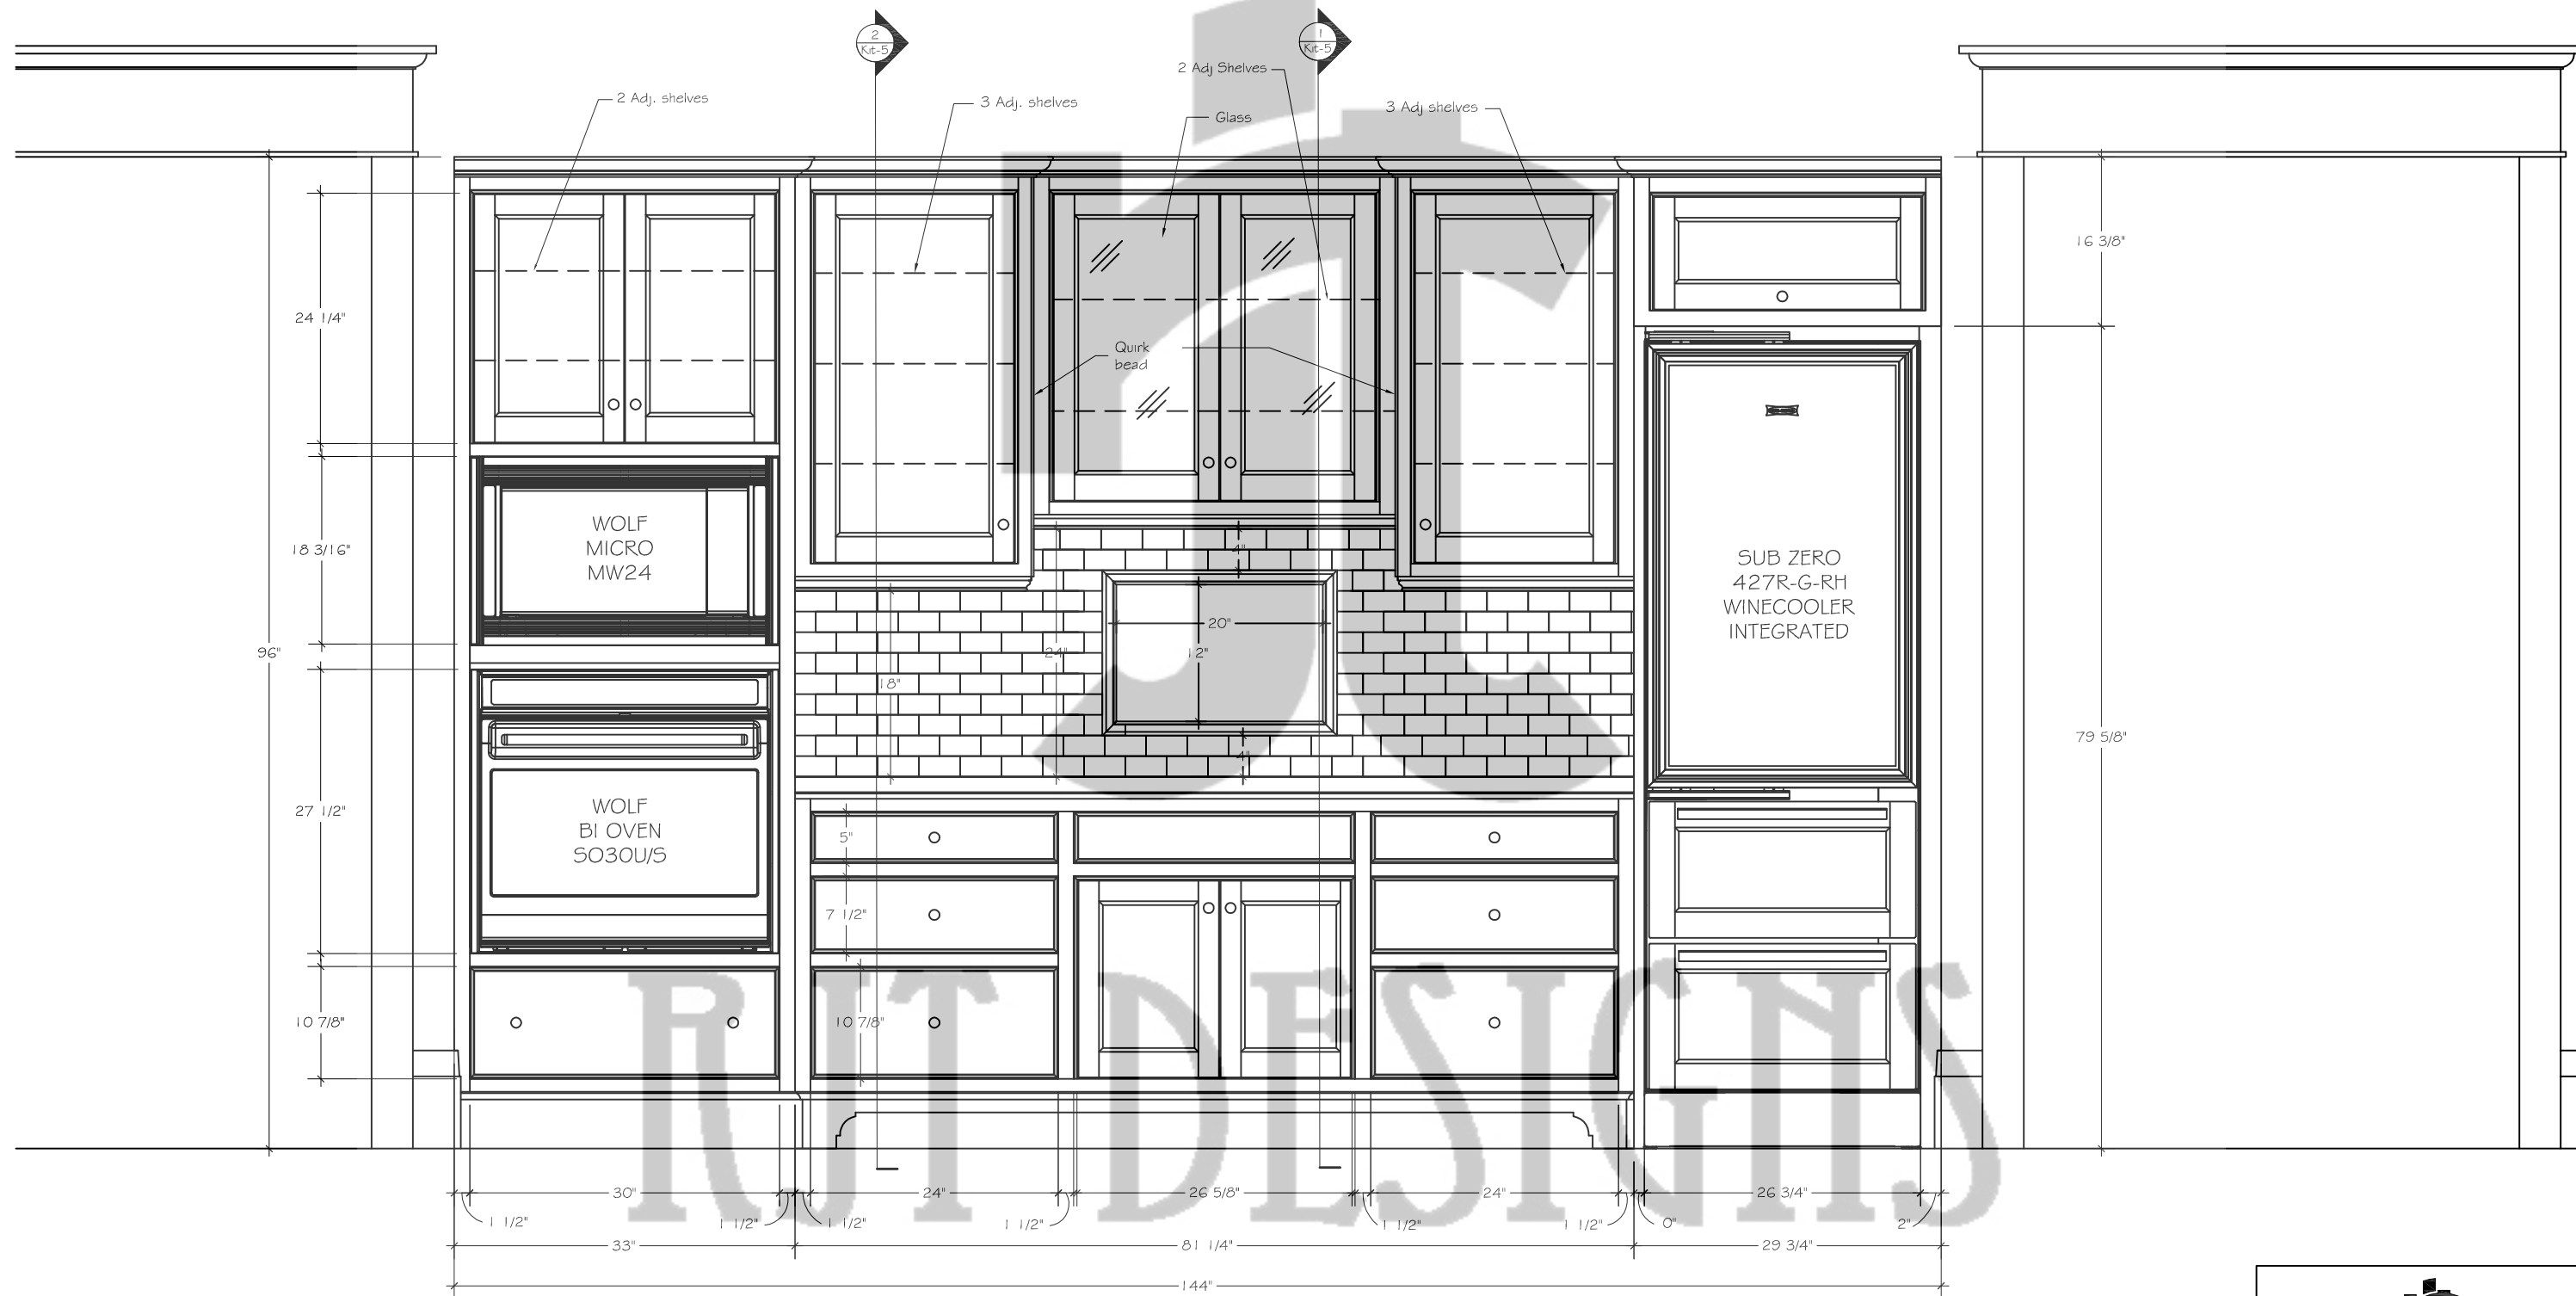 2
Kit-5
1
Kit-5
2 Adj. shelves
3 Adj. shelves
2 Adj Shelves
Glass
3 Adj shelves
16 3/8"
24 1/4"
Quirk
bead
18 3/16"
WOLF
MICRO
MW24
4"
SUB ZERO
427R-G-RH
WINECOOLER
INTEGRATED
96"
20"
24"
12"
18"
79 5/8"
4"
27 1/2"
WOLF
BI OVEN
SO30U/S
5"
7 1/2"
10 7/8"
10 7/8"
RJT DESIGNS
30"
24"
26 5/8"
24"
26 3/4"
1 1/2"
1 1/2"
1 1/2"
1 1/2"
1 1/2"
1 1/2"
0"
2"
33"
81 1/4"
29 3/4"
144"